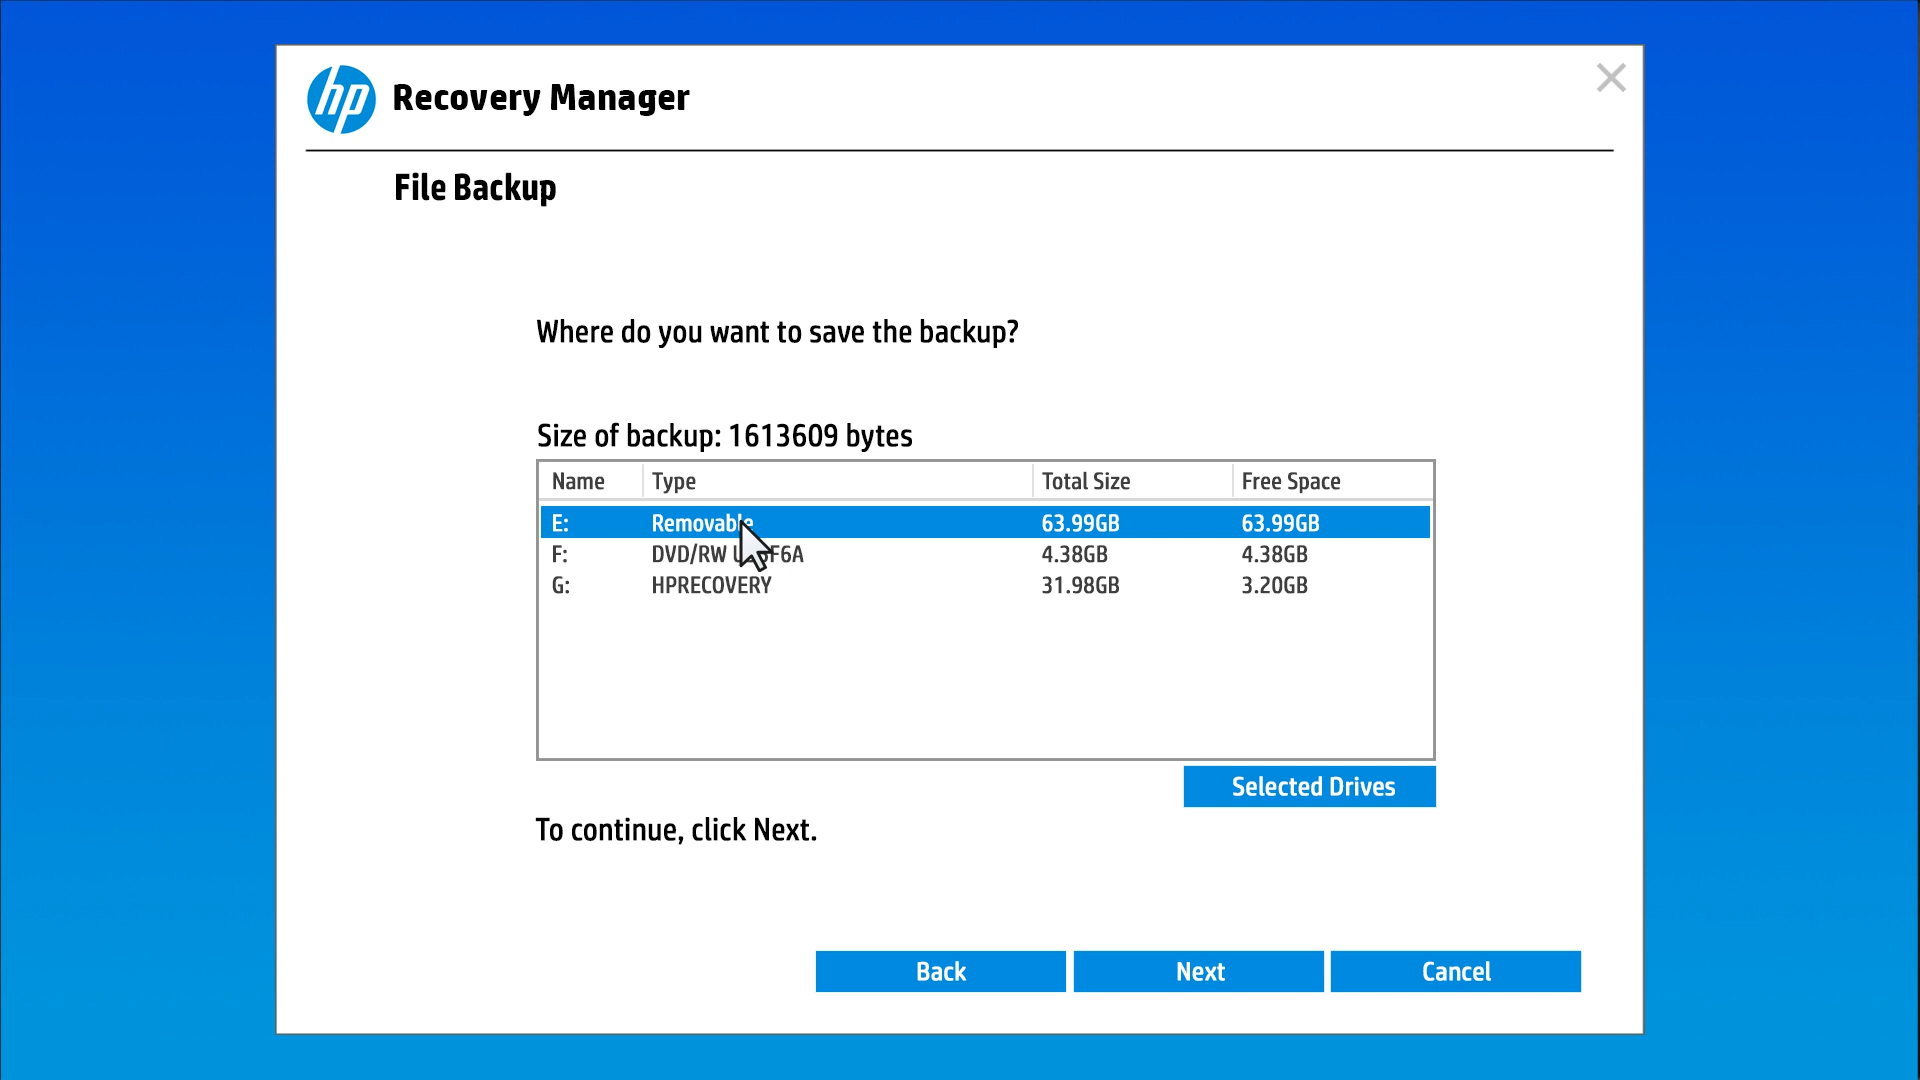 hp Recovery Manager
File Backup
Where do you want to save the backup?
Size of backup: 1613609 bytes
Name Type Total Size Free Space
E: Removable 63.99GB 63.99GB
F: DVD/RW 4.38GB 4.38GB
G: HPRECOVERY 31.98GB 3.20GB
Selected Drives
To continue, click Next.
Back Next Cancel